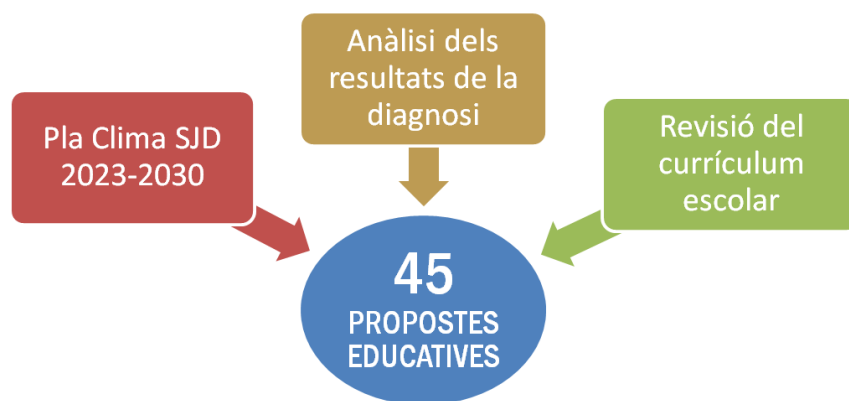 Pla Clima SJD
2023-2030
Anàlisi dels
resultats de la
diagnosi
Revisió del
currículum
escolar
45
PROPOSTES
EDUCATIVES